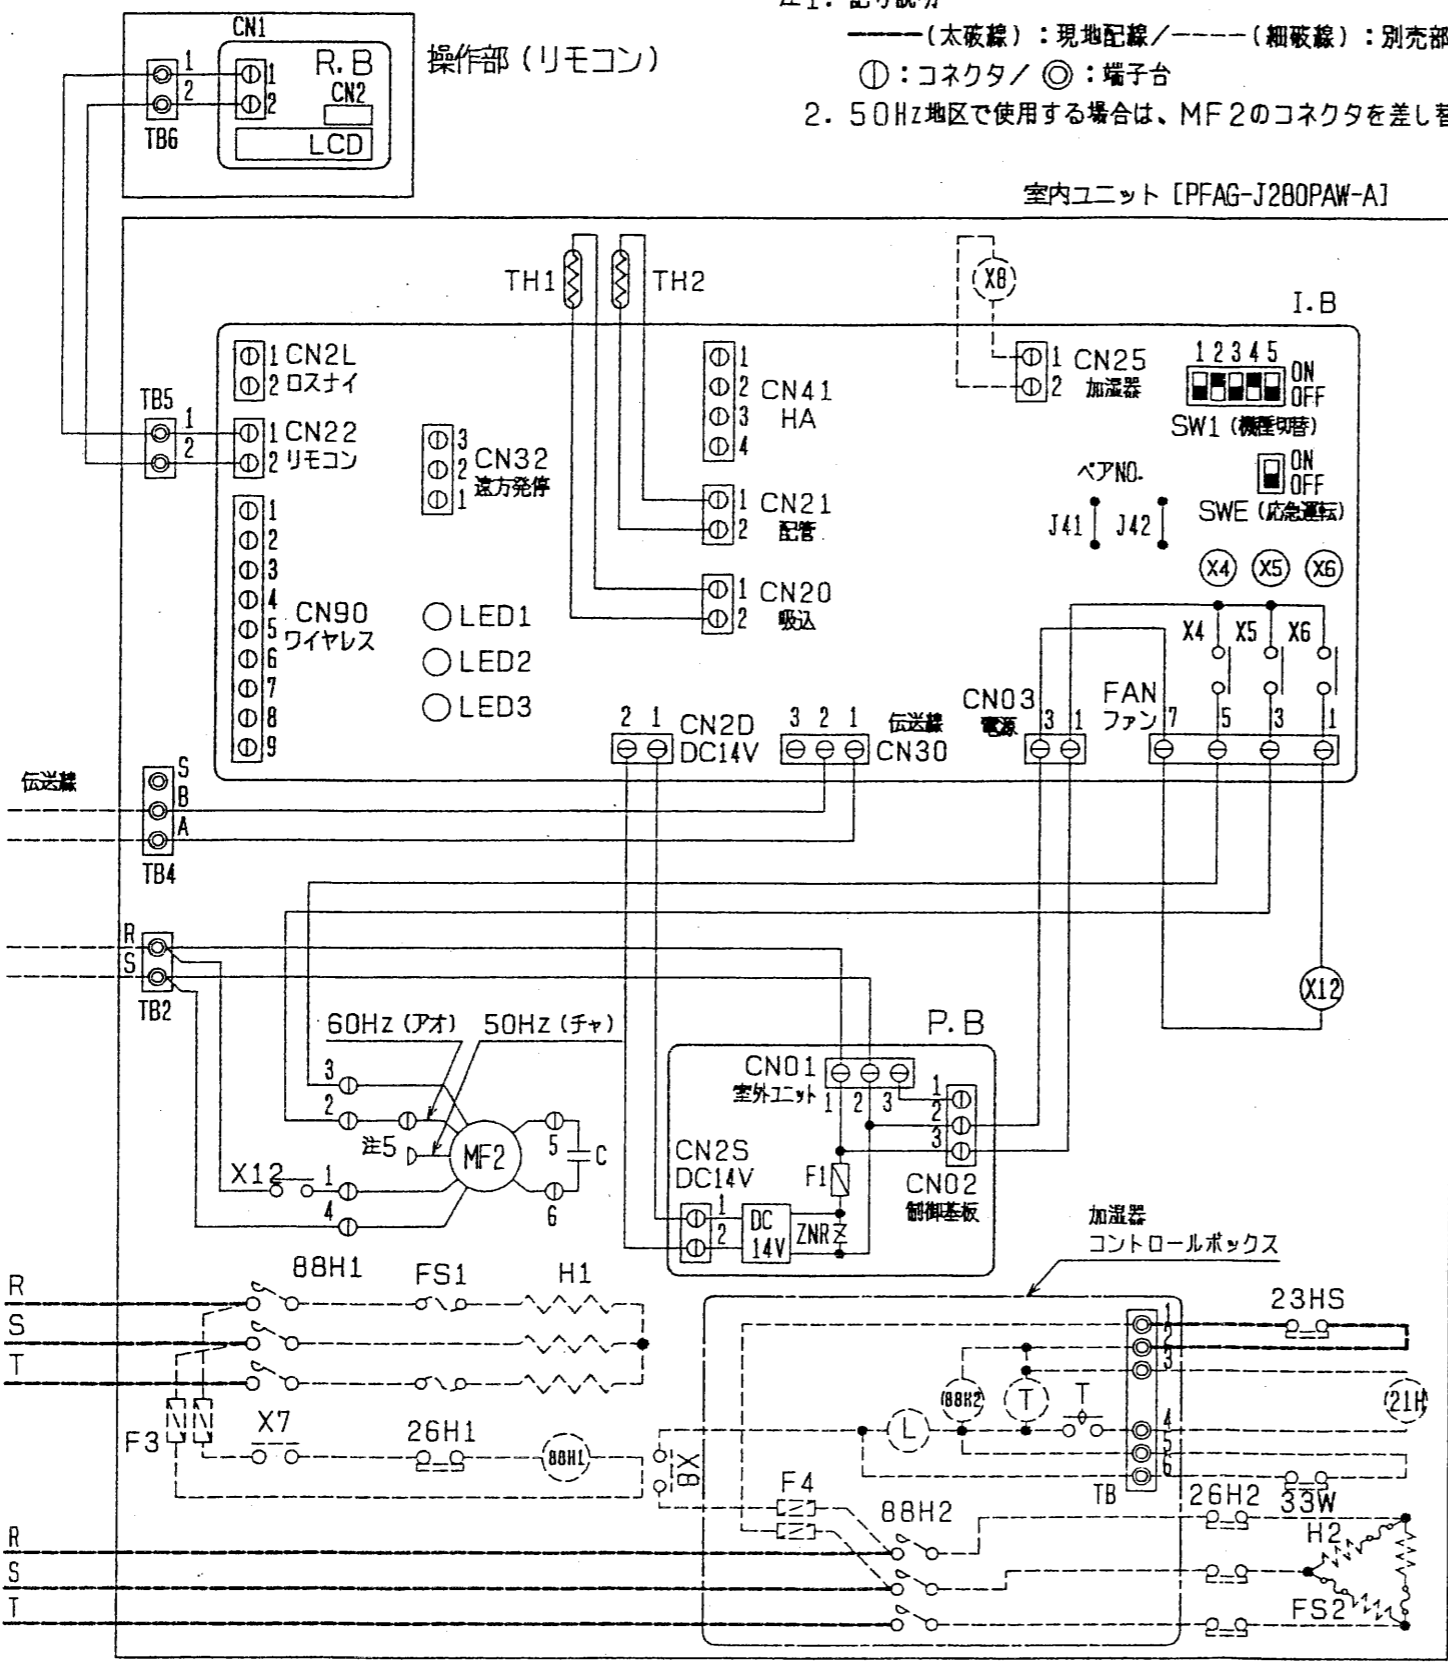 記号説明
(太破線):現地配線/----(細破線):別売部
:コネクタ/◎:端子台
2. 50Hz地区で使用する場合は、MF2のコネクタを差し替
CN1
操作部(リモコン)
R.B
CN2
LCD
1
2
1
2
TB6
室内ユニット [PFAG-J280PAW-A]
TH1
TH2
X8
I.B
1 CN2L
2 ロスナイ
1
2 CN41
3 HA
4
1 CN25
2 加湿器
1 2 3 4 5
ON
OFF
SW1 (機種切替)
TB5
1
2
1 CN22
2 リモコン
3
2 CN32
1 遠方発停
ペアNO.
J41
J42
ON
OFF
SWE (応急運転)
1 CN21
2 配管
X4 X5 X6
1
2
3
4
5
6
7
8
9
CN90
ワイヤレス
LED1
LED2
LED3
1 CN20
2 吸込
X4 X5 X6
2 1 CN2D
DC14V
3 2 1 伝送線
CN30
CN03
電源
3 1
FAN
ファン
7 5 3 1
伝送線
S
B
A
TB4
R
S
TB2
X12
60Hz (アオ) 50Hz (チャ)
P.B
CN01
室外ユニット
1 2 3
1
2
3
3
2
注5
MF2
5
C
6
X12
1
4
CN2S
DC14V
1
2
DC
14V
F1
ZNR
CN02
制御基板
加湿器
コントロールボックス
R
S
T
88H1
FS1
H1
23HS
1
2
3
4
5
6
TB
F3
X7
26H1
88H1
X8
L
88H2
T
T
21H
F4
88H2
26H2
33W
H2
FS2
R
S
T